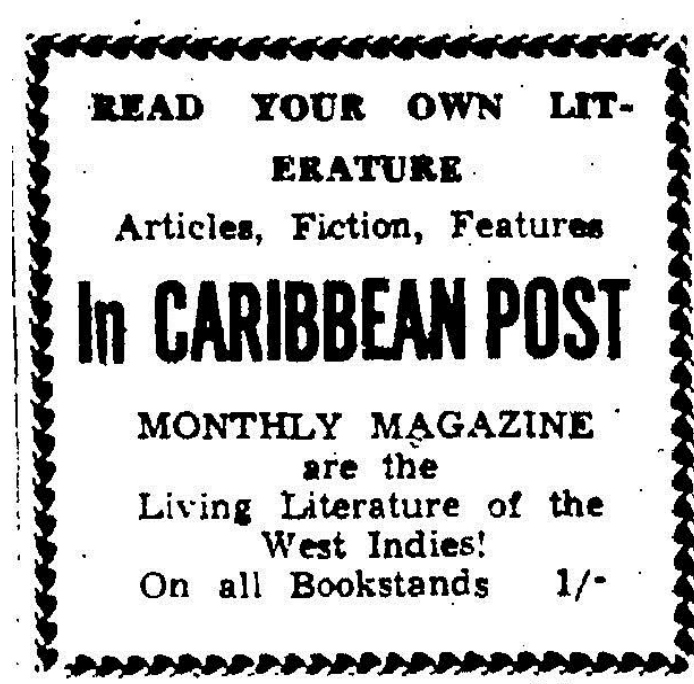 READ YOUR OWN LIT-
ERATURE
Articles, Fiction, Features
In CARIBBEAN POST
MONTHLY MAGAZINE
are the
Living Literature of the
West Indies!
On all Bookstands 1/-